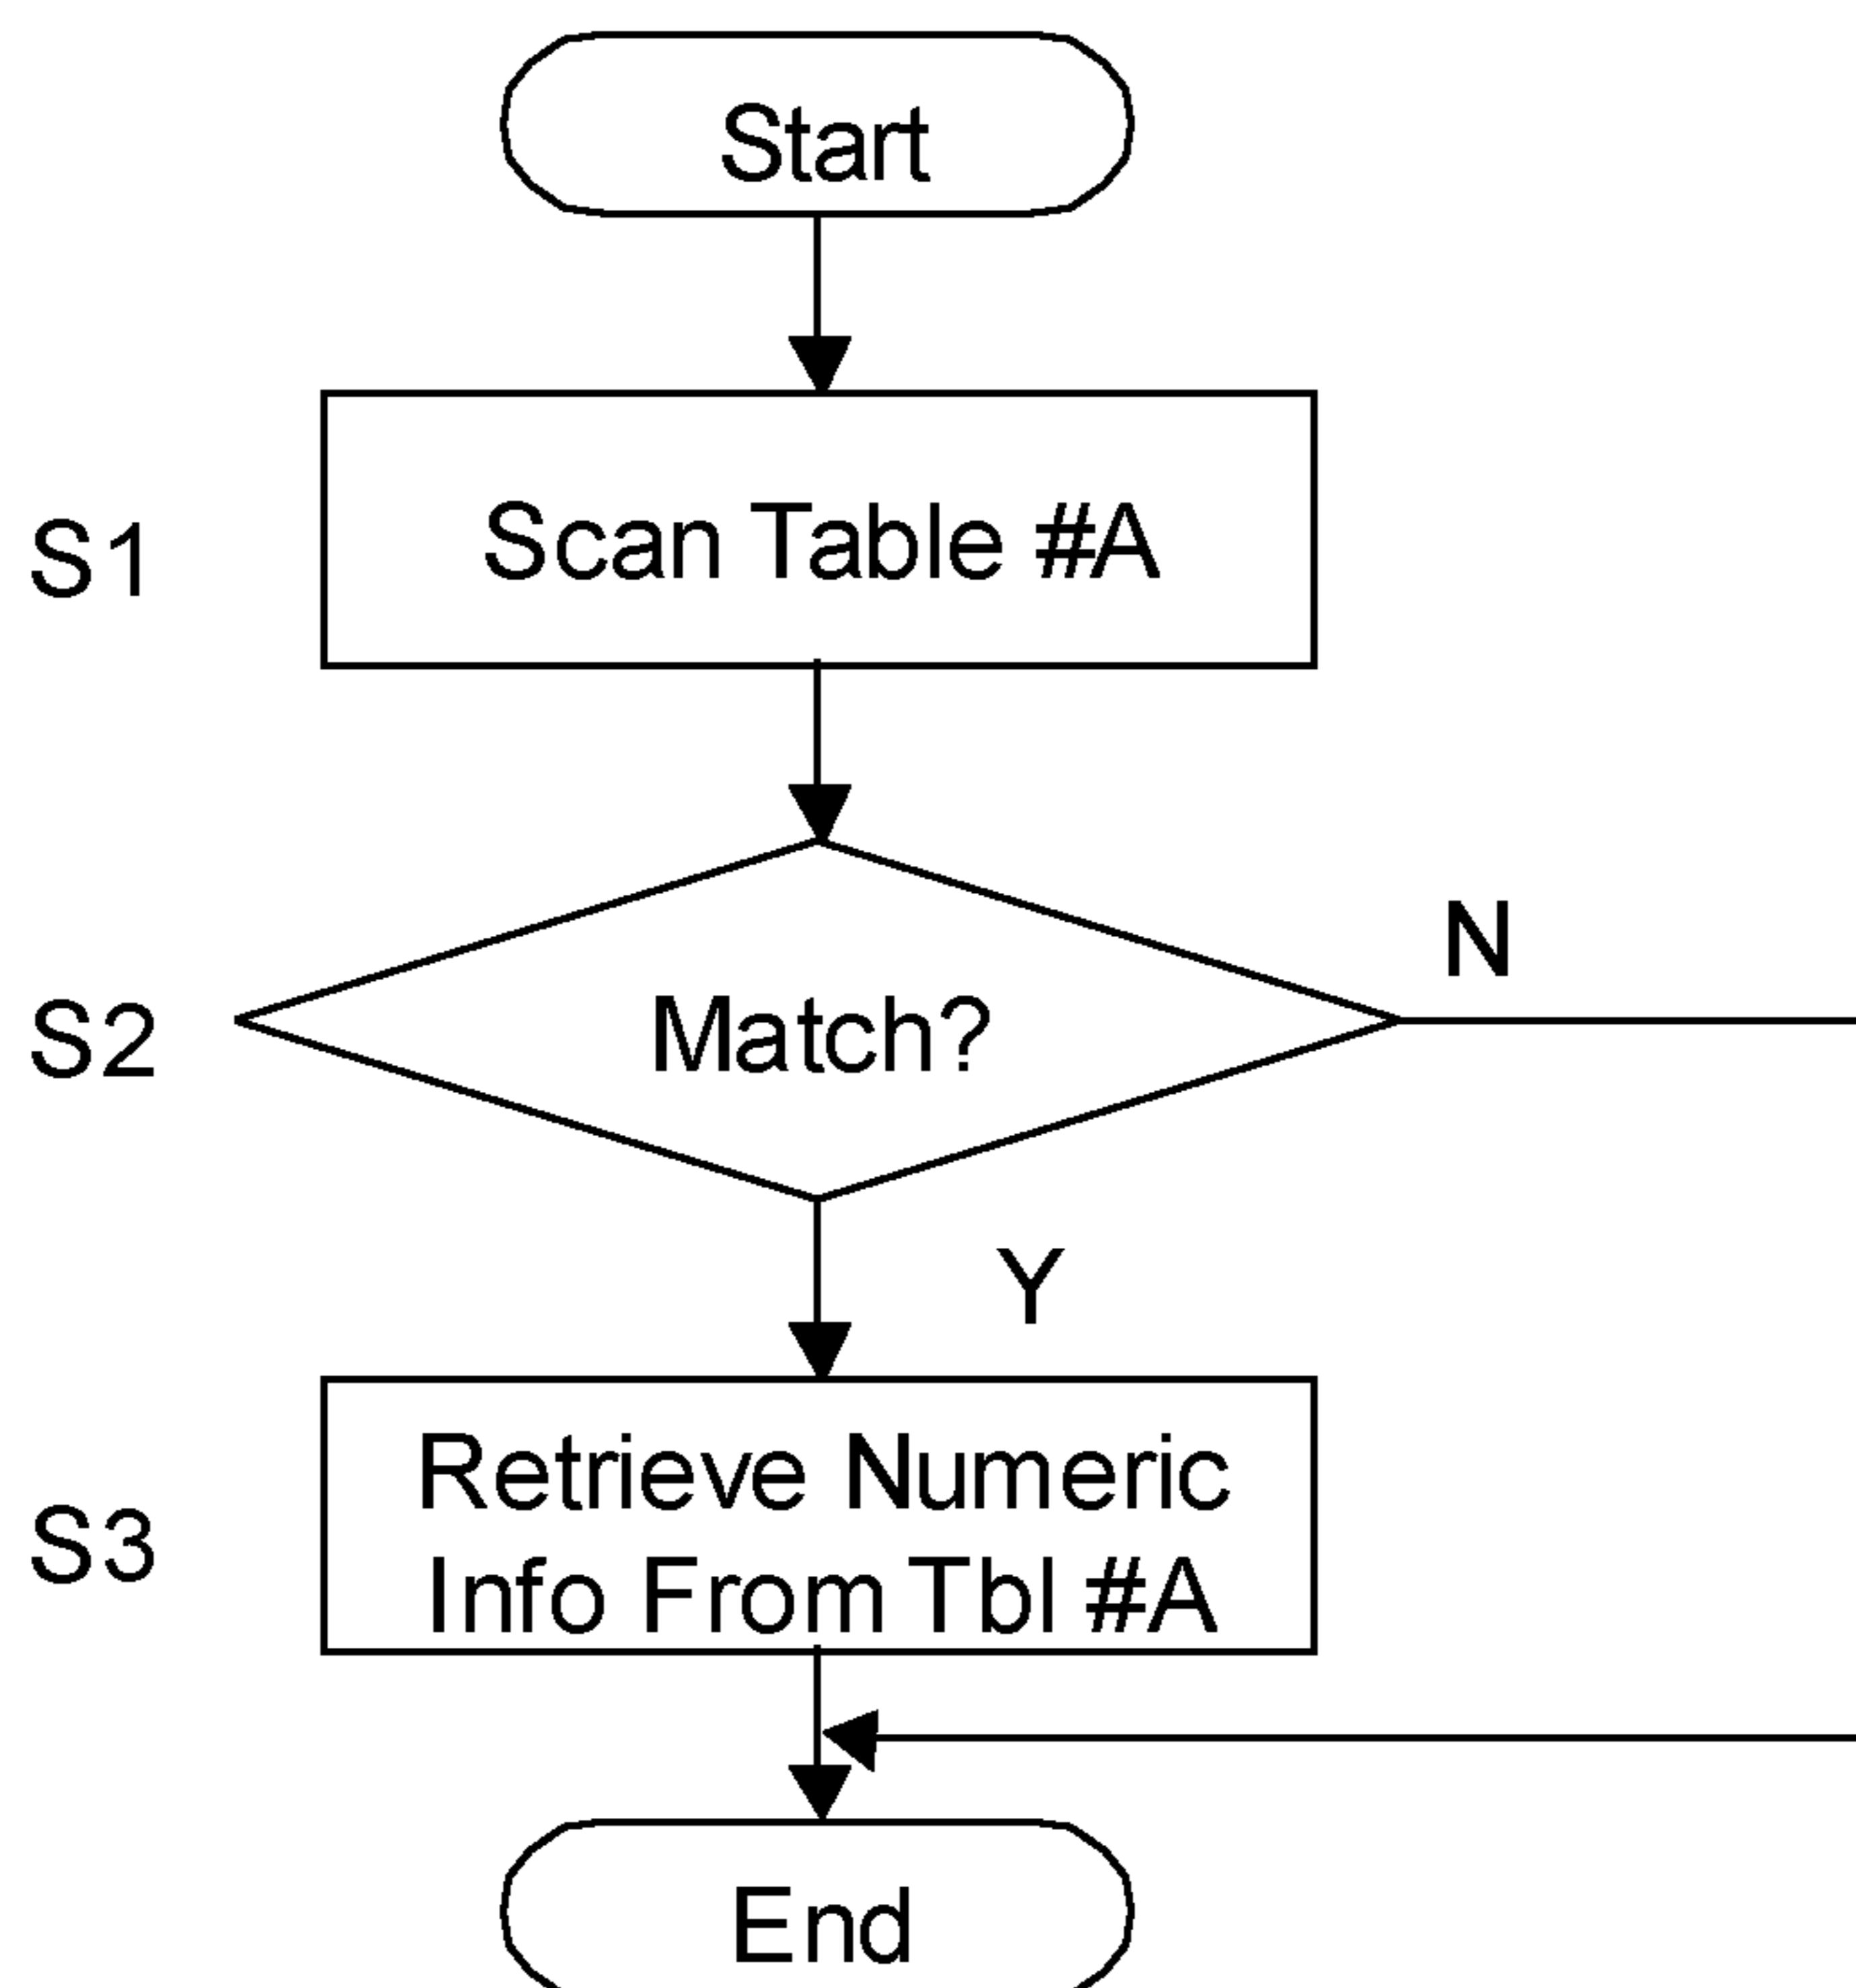 Start
S1
Scan Table #A
S2
Match?
N
Y
S3
Retrieve Numeric
Info From Tbl #A
End